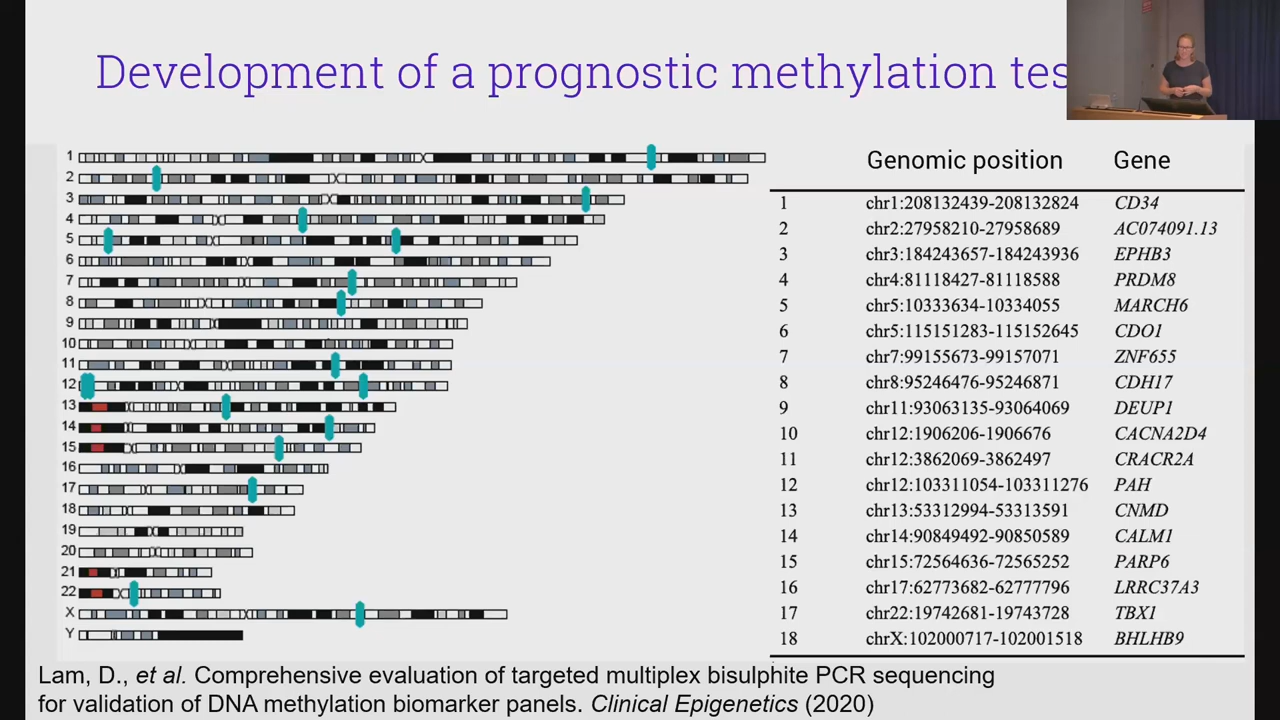 Development of a prognostic methylation tes
1
2
3
4
5
6
7
8
9
10
11
12
13
14
15
16
17
18
19
20
21
22
X
Y
Genomic position Gene
1 chr1:208132439-208132824 CD34
2 chr2:27958210-27958689 AC074091.13
3 chr3:184243657-184243936 EPHB3
4 chr4:81118427-81118588 PRDM8
5 chr5:10333634-10334055 MARCH6
6 chr5:115151283-115152645 CDO1
7 chr7:99155673-99157071 ZNF655
8 chr8:95246476-95246871 CDH17
9 chr11:93063135-93064069 DEUP1
10 chr12:1906206-1906676 CACNA2D4
11 chr12:3862069-3862497 CRACR2A
12 chr12:103311054-103311276 PAH
13 chr13:53312994-53313591 CNMD
14 chr14:90849492-90850589 CALM1
15 chr15:72564636-72565252 PARP6
16 chr17:62773682-62777796 LRRC37A3
17 chr22:19742681-19743728 TBX1
18 chrX:102000717-102001518 BHLHB9
Lam, D., et al. Comprehensive evaluation of targeted multiplex bisulphite PCR sequencing
for validation of DNA methylation biomarker panels. Clinical Epigenetics (2020)